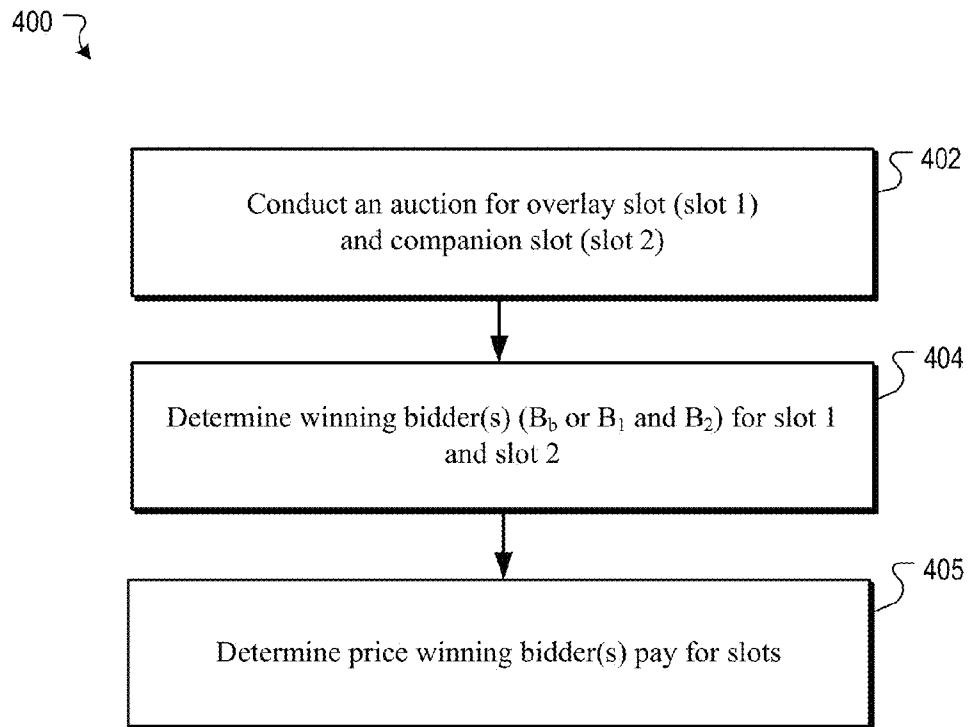 400
402
Conduct an auction for overlay slot (slot 1)
and companion slot (slot 2)
404
Determine winning bidder(s) (B_b or B_1 and B_2) for slot 1
and slot 2
405
Determine price winning bidder(s) pay for slots